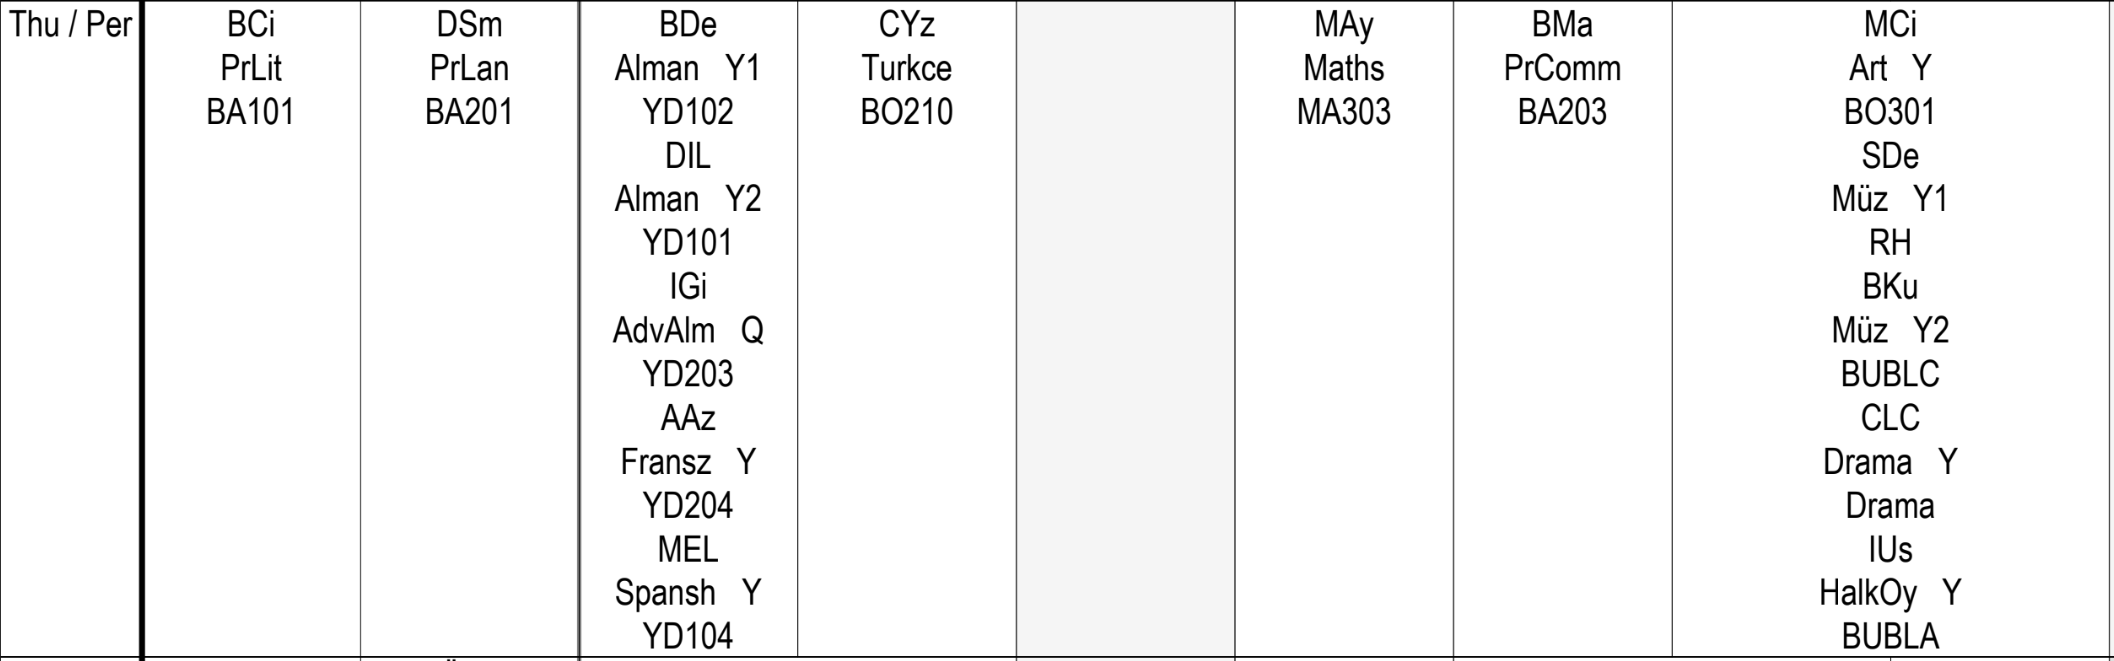 Thu / Per
BCi
PrLit
BA101
DSm
PrLan
BA201
BDe
Alman Y1
YD102
DIL
Alman Y2
YD101
IGi
AdvAlm Q
YD203
AAz
Fransz Y
YD204
MEL
Spansh Y
YD104
CYz
Turkce
BO210
MAy
Maths
MA303
BMa
PrComm
BA203
MCi
Art Y
BO301
SDe
Müz Y1
RH
BKu
Müz Y2
BUBLC
CLC
Drama Y
Drama
IUs
HalkOy Y
BUBLA